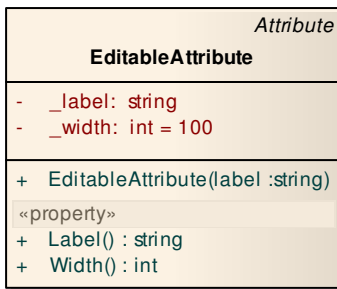 Attribute
EditableAttribute
- _label: string
- _width: int = 100
+ EditableAttribute(label :string)
«property»
+ Label() : string
+ Width() : int